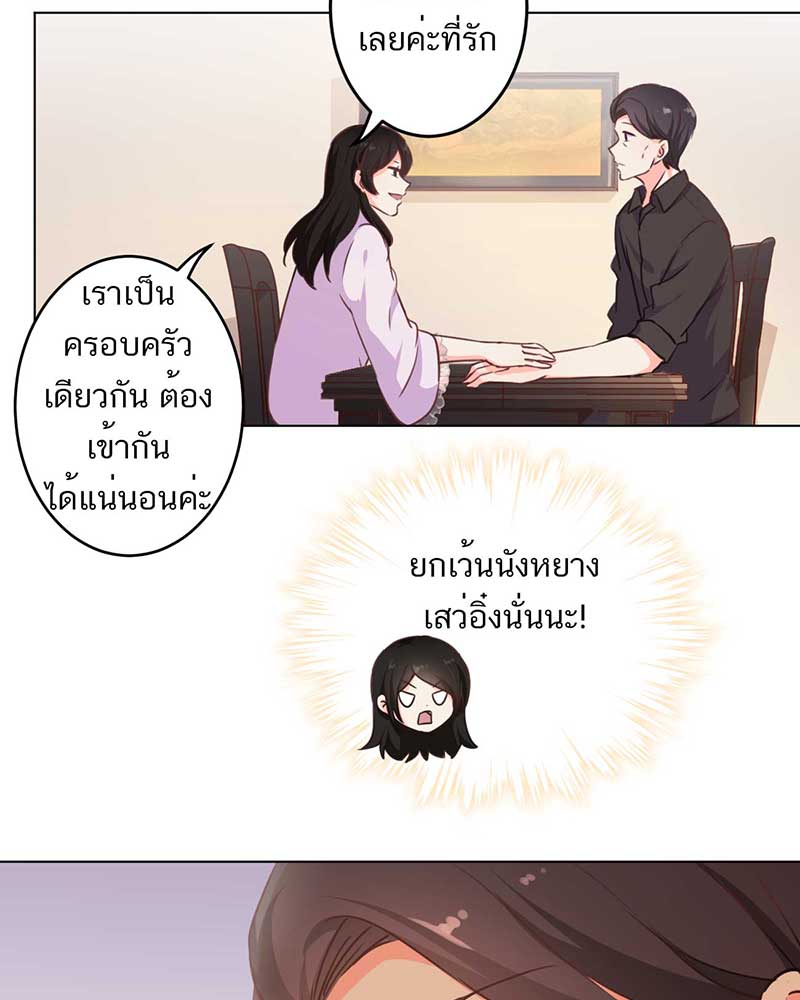 เลยค่ะที่รัก
เราเป็น
ครอบครัว
เดียวกัน ต้อง
เข้ากัน
ได้แน่นอนค่ะ
ยกเว้นนังหยาง
เสว่อิ๋งนั่นนะ!